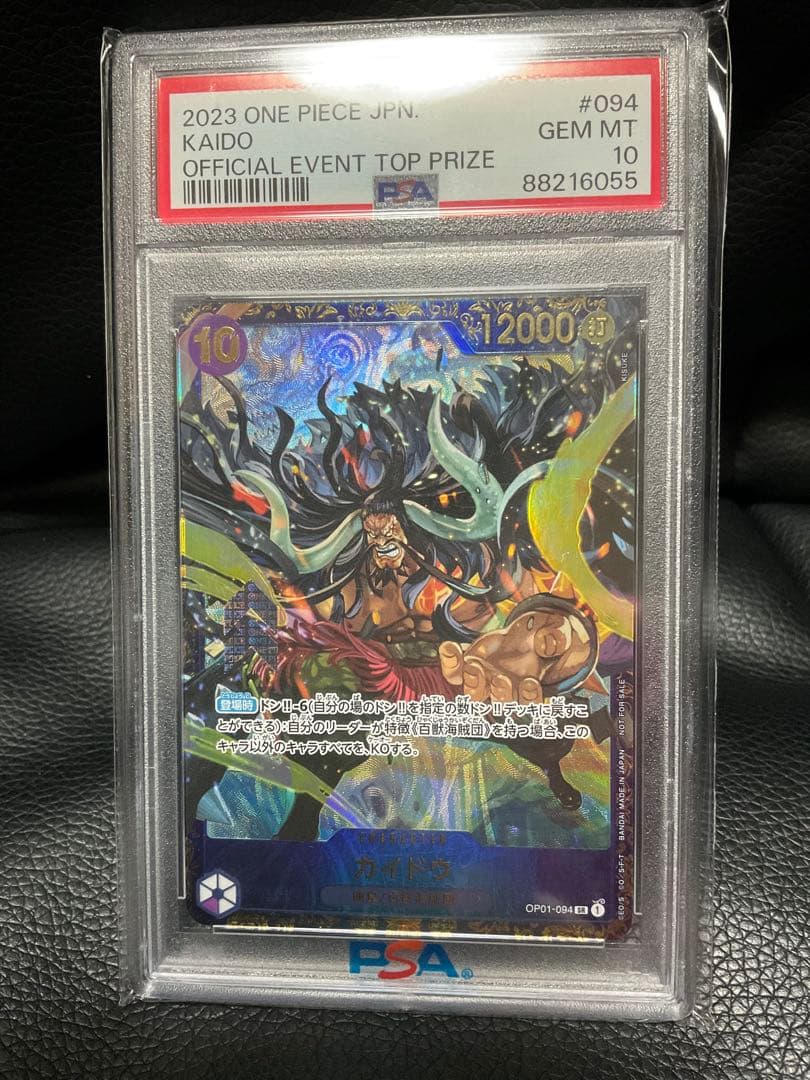 2023 ONE PIECE JPN.
#094
KAIDO
GEM MT
OFFICIAL EVENT TOP PRIZE
10
PSA
88216055
10
12000
打
KISUKE
登場時 ドン!!-6(自分の場のドン!!を指定の数ドン!!デッキに戻すこ
とができる):自分のリーダーが特徴《百獣海賊団》を持つ場合、この
キャラ以外のキャラすべてを、KOする。
©E.O/S ©O/S・F・T BANDAI MADE IN JAPAN NOT FOR SALE
CHARACTER
カイドウ
OP01-094 SR 1
PSA®